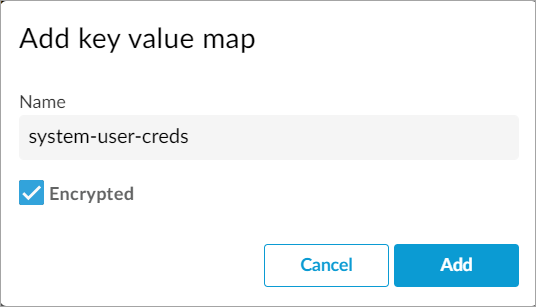 Add key value map
Name
system-user-creds
Encrypted
Cancel Add